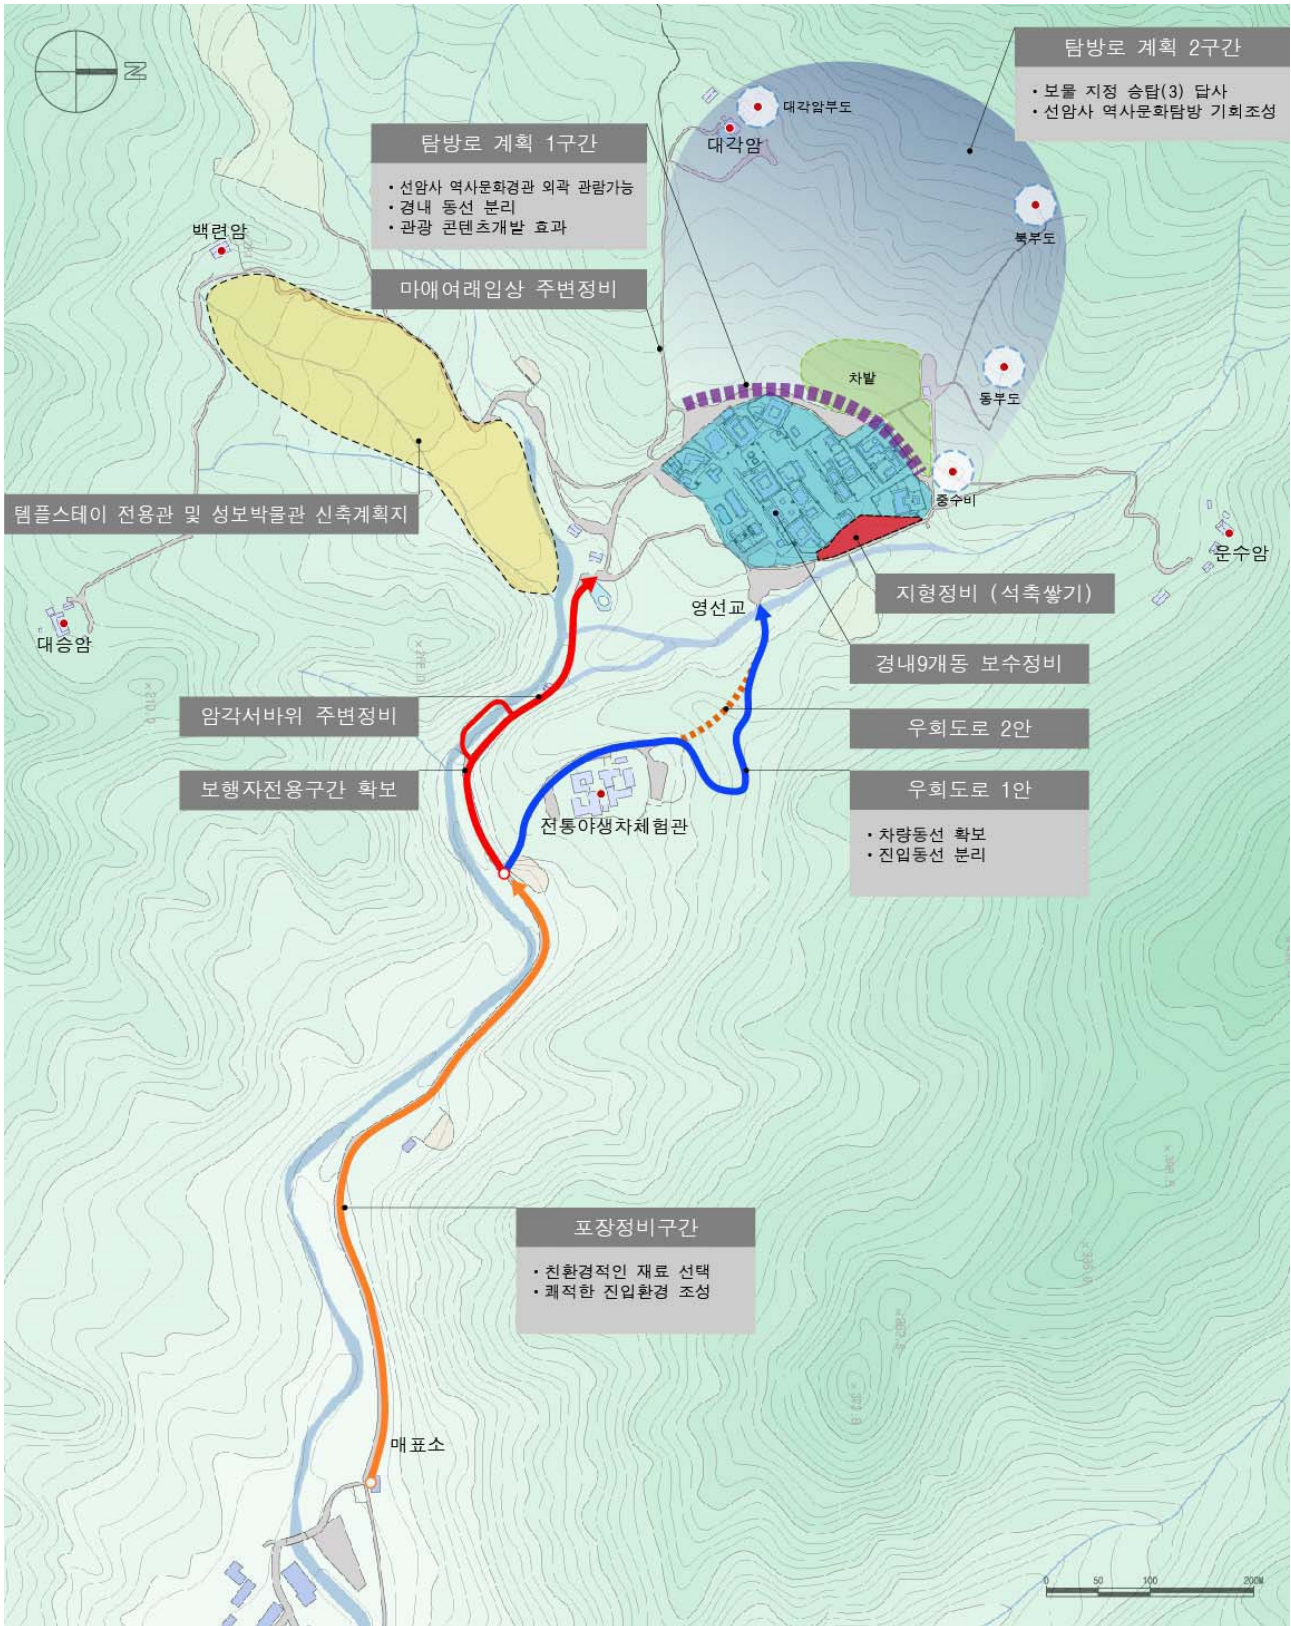 N
탐방로 계획 2구간
• 보물 지정 승탑(3) 답사
• 선암사 역사문화탐방 기회조성
대각암부도
대각암
탐방로 계획 1구간
• 선암사 역사문화경관 외곽 관람가능
• 경내 동선 분리
• 관광 콘텐츠개발 효과
북부도
백련암
마애여래입상 주변정비
차밭
동부도
중수비
템플스테이 전용관 및 성보박물관 신축계획지
운수암
지형정비 (석축쌓기)
영선교
대승암
경내9개동 보수정비
암각서바위 주변정비
우회도로 2안
보행자전용구간 확보
우회도로 1안
• 차량동선 확보
• 진입동선 분리
전통야생차체험관
포장정비구간
• 친환경적인 재료 선택
• 쾌적한 진입환경 조성
매표소
0 50 100 200M